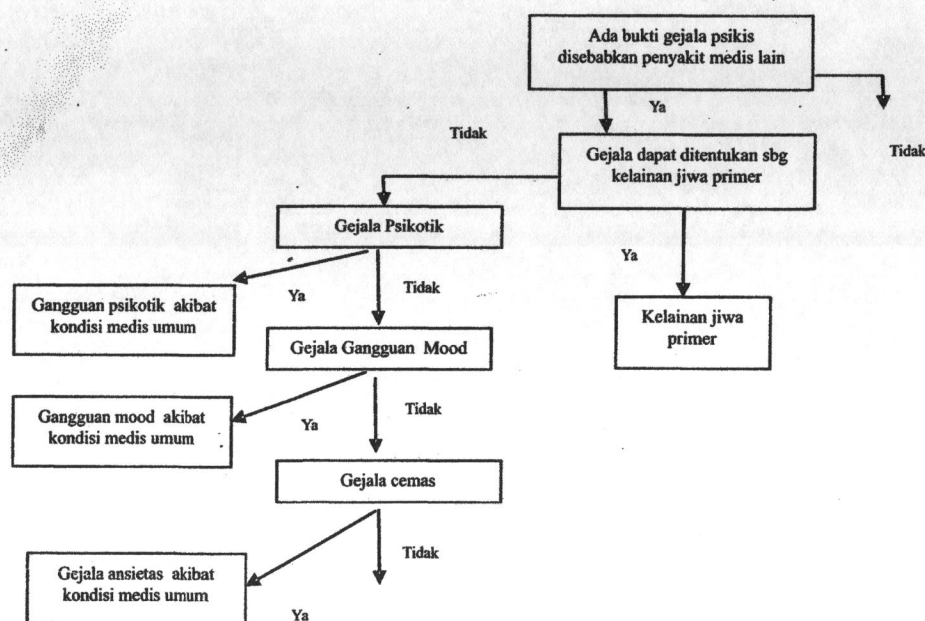 Ada bukti gejala psikis
disebabkan penyakit medis lain
Ya
Tidak
Tidak
Gejala dapat ditentukan sbg
kelainan jiwa primer
Gejala Psikotik
Ya
Ya
Tidak
Gangguan psikotik akibat
kondisi medis umum
Kelainan jiwa
primer
Gejala Gangguan Mood
Gangguan mood akibat
kondisi medis umum
Ya
Tidak
Gejala cemas
Tidak
Gejala ansietas akibat
kondisi medis umum
Ya